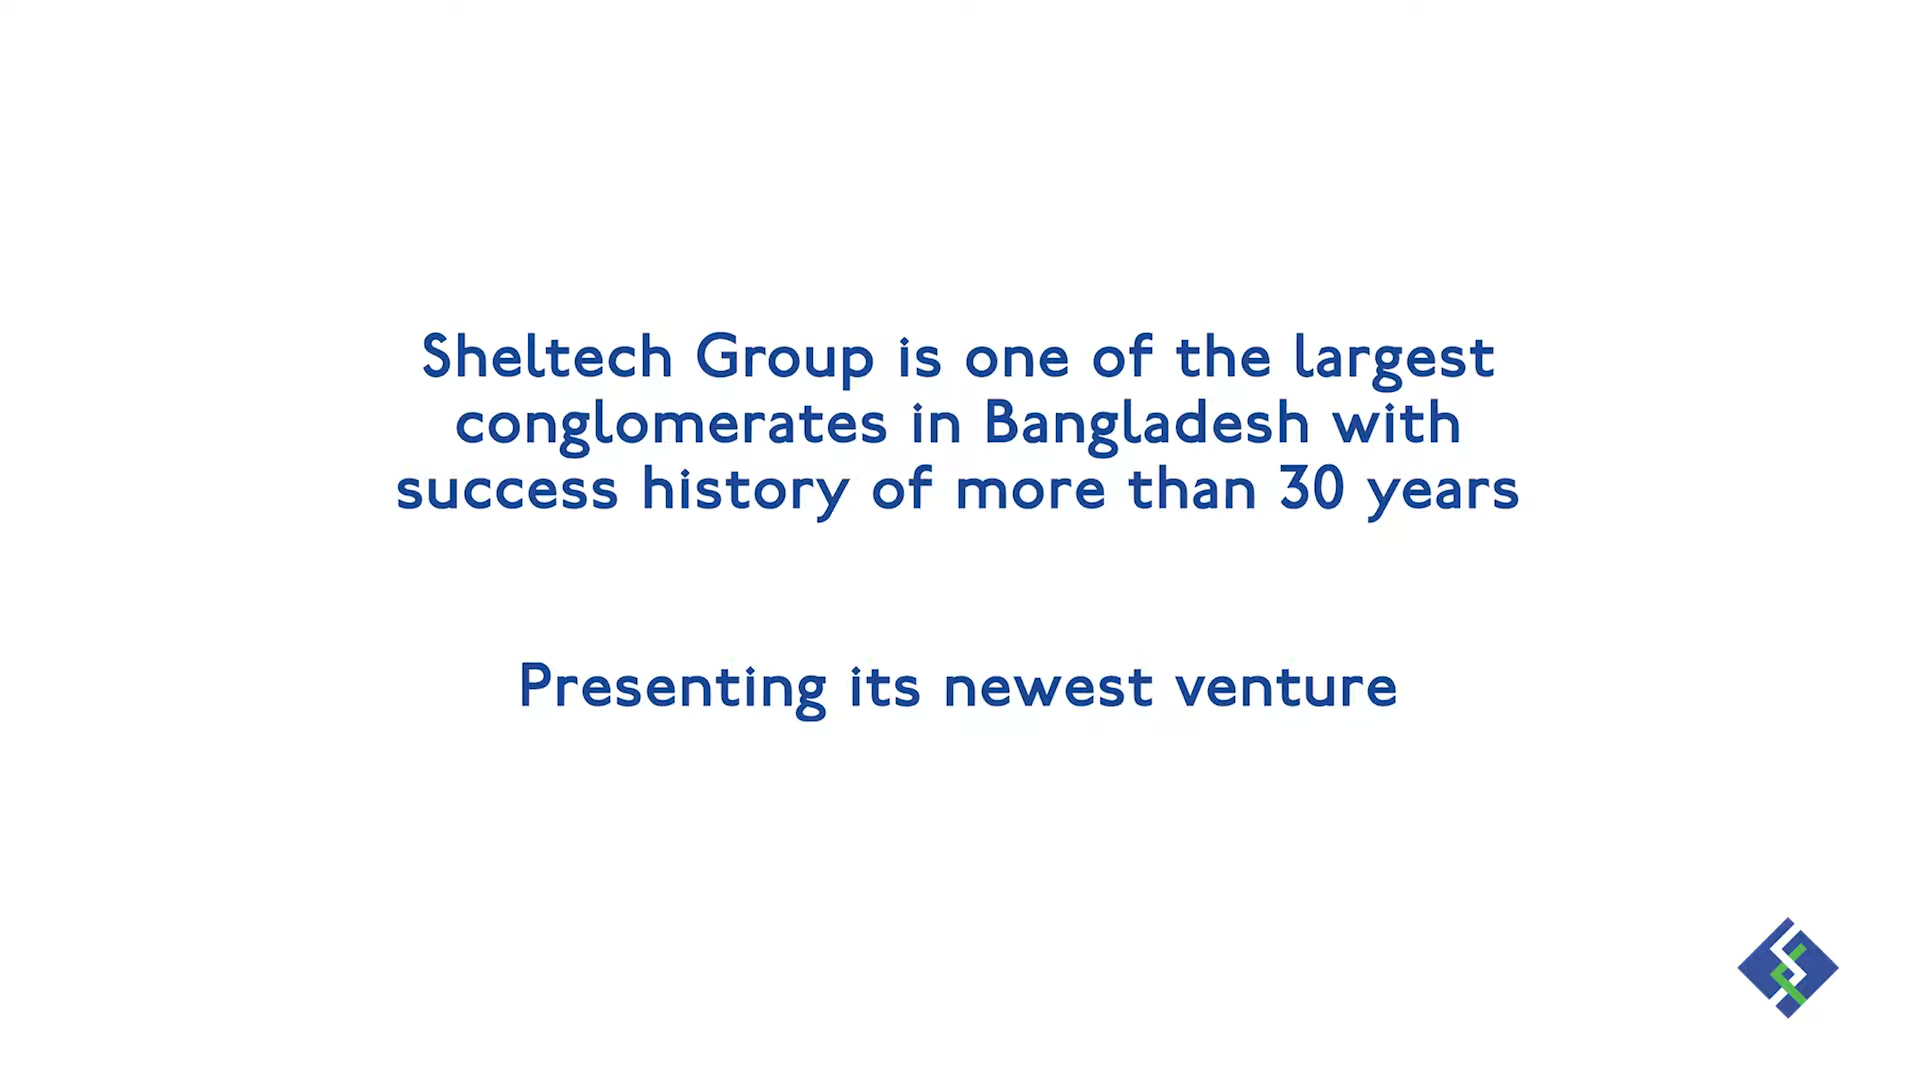 Sheltech Group is one of the largest
conglomerates in Bangladesh with
success history of more than 30 years
Presenting its newest venture